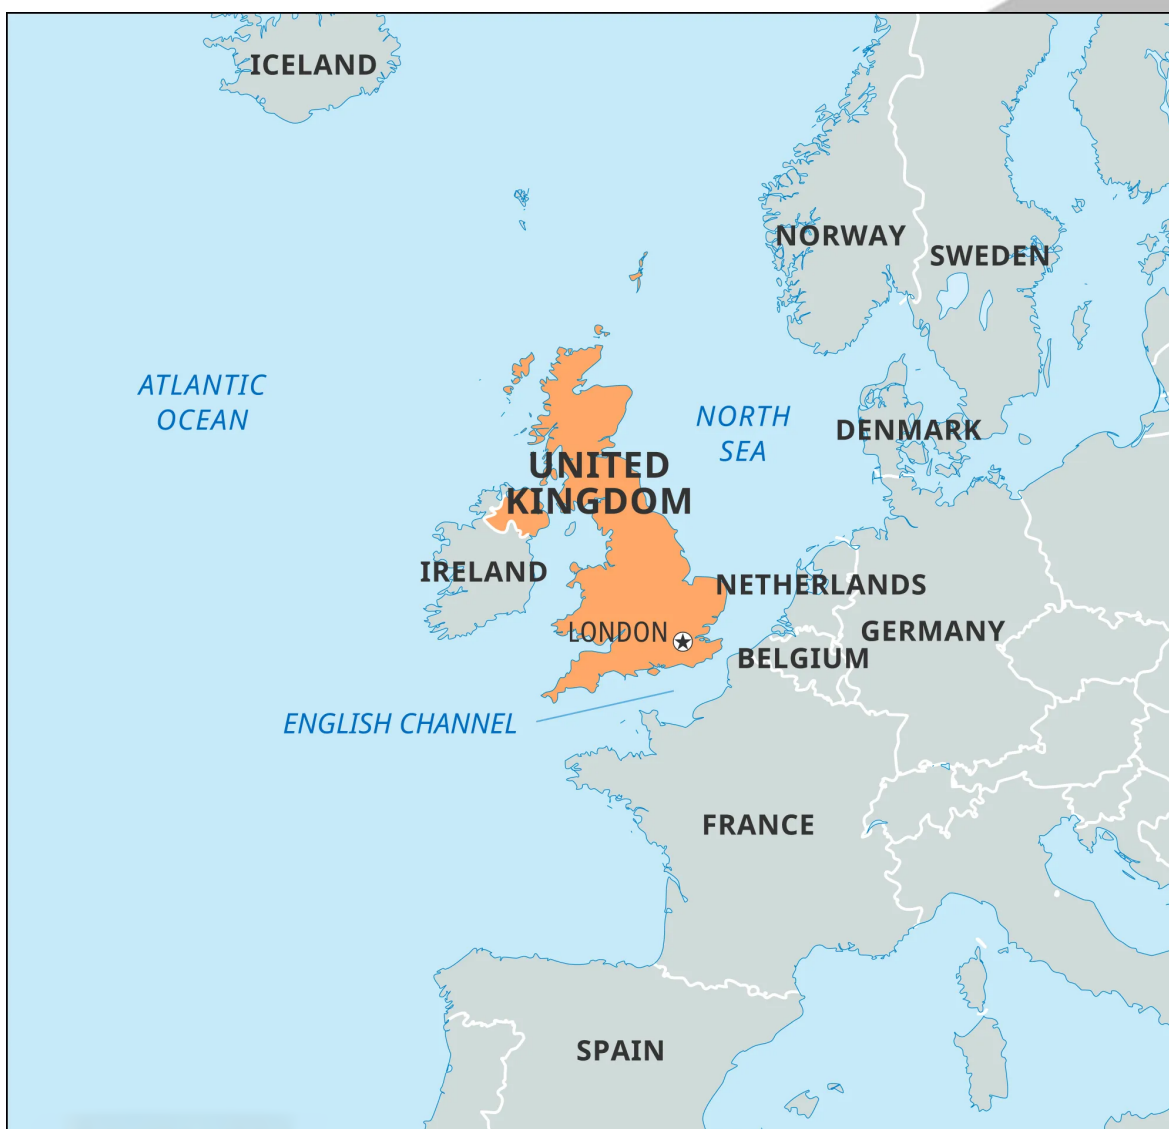 ICELAND
NORWAY
SWEDEN
ATLANTIC
OCEAN
NORTH
SEA
DENMARK
UNITED
KINGDOM
IRELAND
NETHERLANDS
LONDON
GERMANY
BELGIUM
ENGLISH CHANNEL
FRANCE
SPAIN